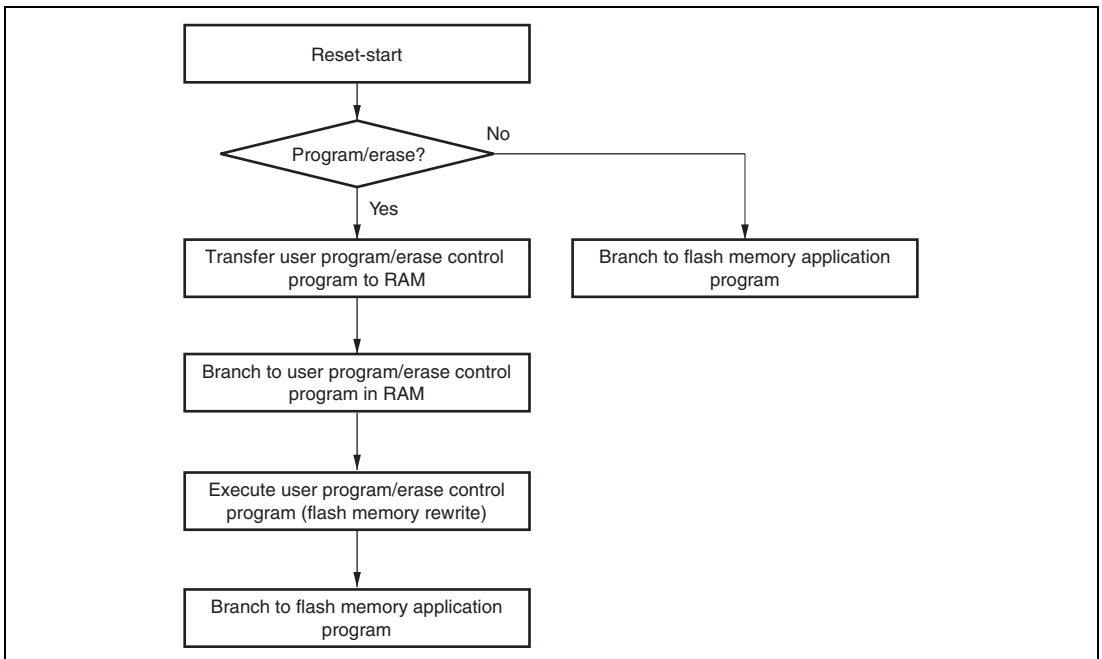 Reset-start
No
Program/erase?
Yes
Transfer user program/erase control
program to RAM
Branch to flash memory application
program
Branch to user program/erase control
program in RAM
Execute user program/erase control
program (flash memory rewrite)
Branch to flash memory application
program